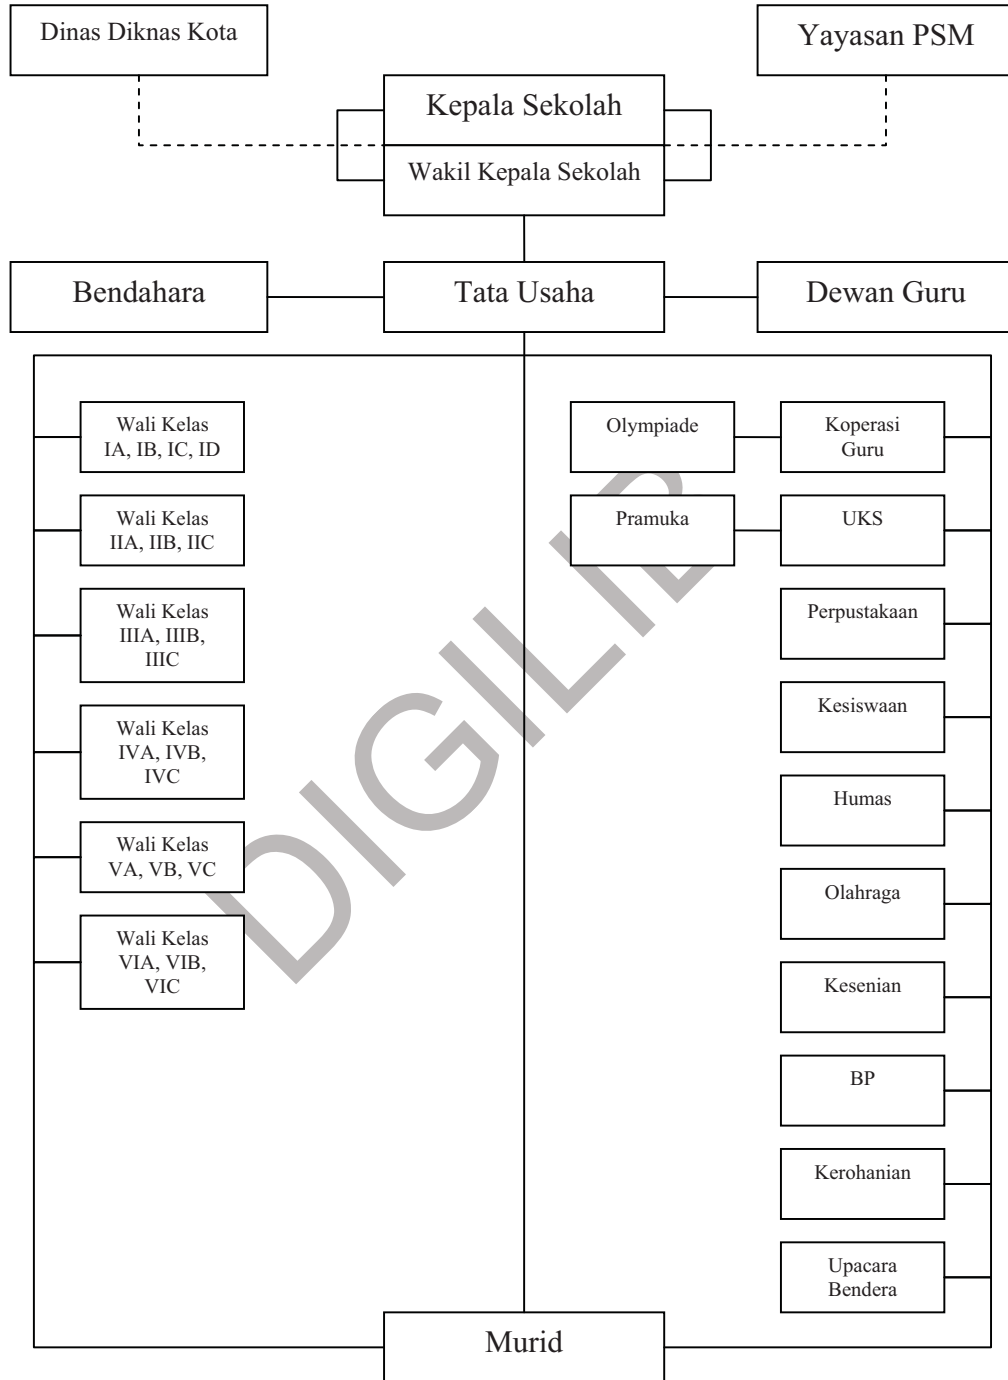 Dinas Diknas Kota
Yayasan PSM
Kepala Sekolah
Wakil Kepala Sekolah
Bendahara
Tata Usaha
Dewan Guru
Wali Kelas
IA, IB, IC, ID
Olympiade
Koperasi
Guru
Wali Kelas
IIA, IIB, IIC
Pramuka
UKS
Wali Kelas
IIIA, IIIB,
IIIC
Perpustakaan
Wali Kelas
IVA, IVB,
IVC
Kesiswaan
Humas
Wali Kelas
VA, VB, VC
Olahraga
Wali Kelas
VIA, VIB,
VIC
Kesenian
BP
Kerohanian
Upacara
Bendera
Murid
DIGILIB